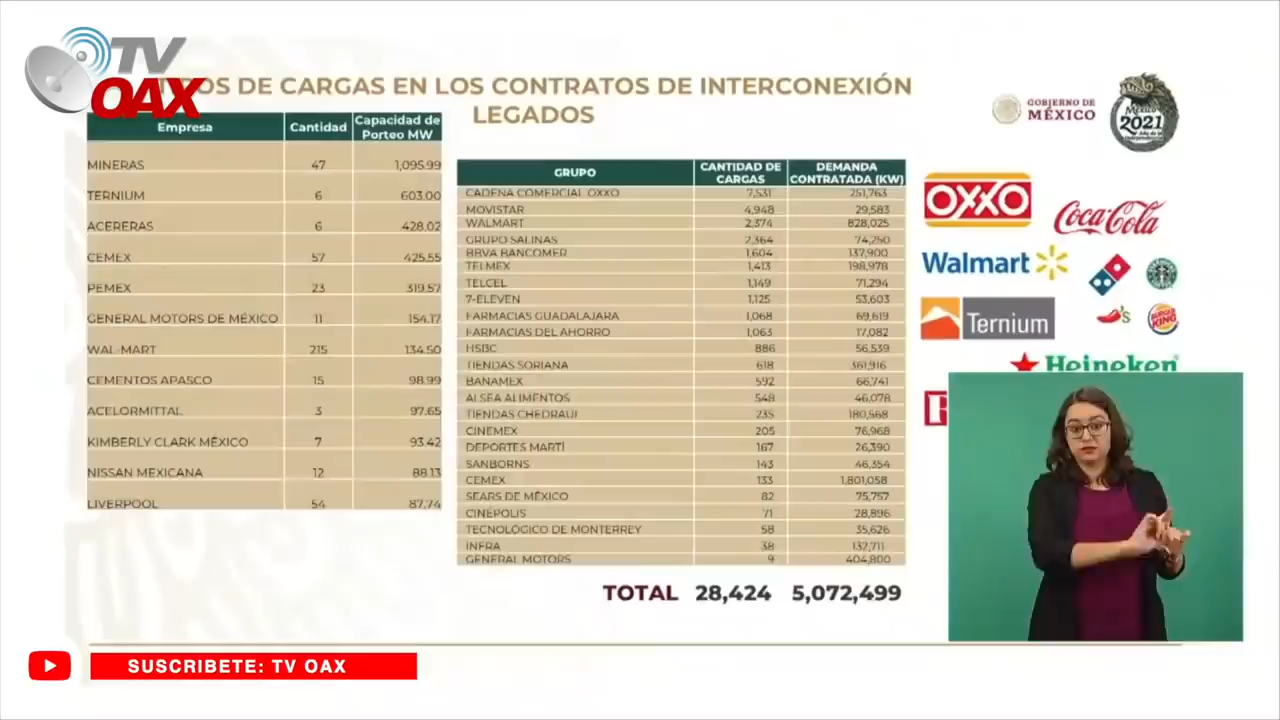 TV
OAX
OS DE CARGAS EN LOS CONTRATOS DE INTERCONEXIÓN
LEGADOS
GOBIERNO DE
MÉXICO
México
2021
Año de la
Independencia
Empresa Cantidad Capacidad de Porteo MW
MINERAS 47 1,095.99
TERNIUM 6 603.00
ACERERAS 6 428.02
CEMEX 57 425.55
PEMEX 23 319.57
GENERAL MOTORS DE MÉXICO 11 154.17
WAL-MART 215 134.50
CEMENTOS APASCO 15 98.99
ACELORMITTAL 3 97.65
KIMBERLY CLARK MÉXICO 7 93.42
NISSAN MEXICANA 12 88.13
LIVERPOOL 54 87.74
GRUPO CANTIDAD DE CARGAS DEMANDA CONTRATADA (KW)
CADENA COMERCIAL OXXO 7,531 251,763
MOVISTAR 4,948 29,583
WALMART 2,374 828,025
GRUPO SALINAS 2,364 74,250
BBVA BANCOMER 1,604 137,900
TELMEX 1,413 198,978
TELCEL 1,149 71,294
7-ELEVEN 1,125 53,603
FARMACIAS GUADALAJARA 1,068 69,619
FARMACIAS DEL AHORRO 1,063 17,082
HSBC 886 56,539
TIENDAS SORIANA 618 361,916
BANAMEX 592 66,741
ALSEA ALIMENTOS 548 46,078
TIENDAS CHEDRAUI 235 180,568
CINEMEX 205 76,968
DEPORTES MARTÍ 167 26,390
SANBORNS 143 46,354
CEMEX 133 1,801,058
SEARS DE MÉXICO 82 75,757
CINÉPOLIS 71 28,896
TECNOLÓGICO DE MONTERREY 58 35,626
INFRA 38 132,711
GENERAL MOTORS 9 404,800
TOTAL 28,424 5,072,499
OXXO
Coca-Cola
Walmart
Ternium
BURGER
KING
Heineken
SUSCRIBETE: TV OAX